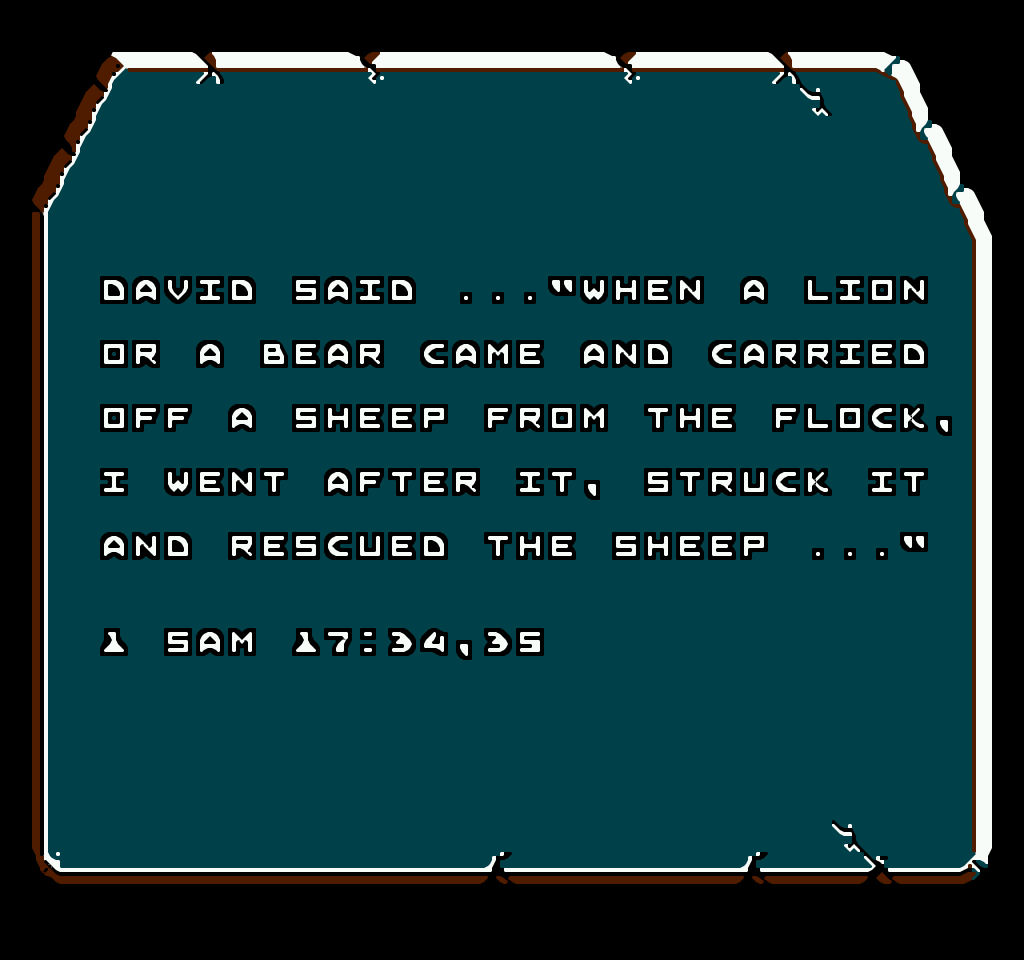 DAVID SAID ..."WHEN A LION
OR A BEAR CAME AND CARRIED
OFF A SHEEP FROM THE FLOCK,
I WENT AFTER IT, STRUCK IT
AND RESCUED THE SHEEP ..."
1 SAM 17:34,35